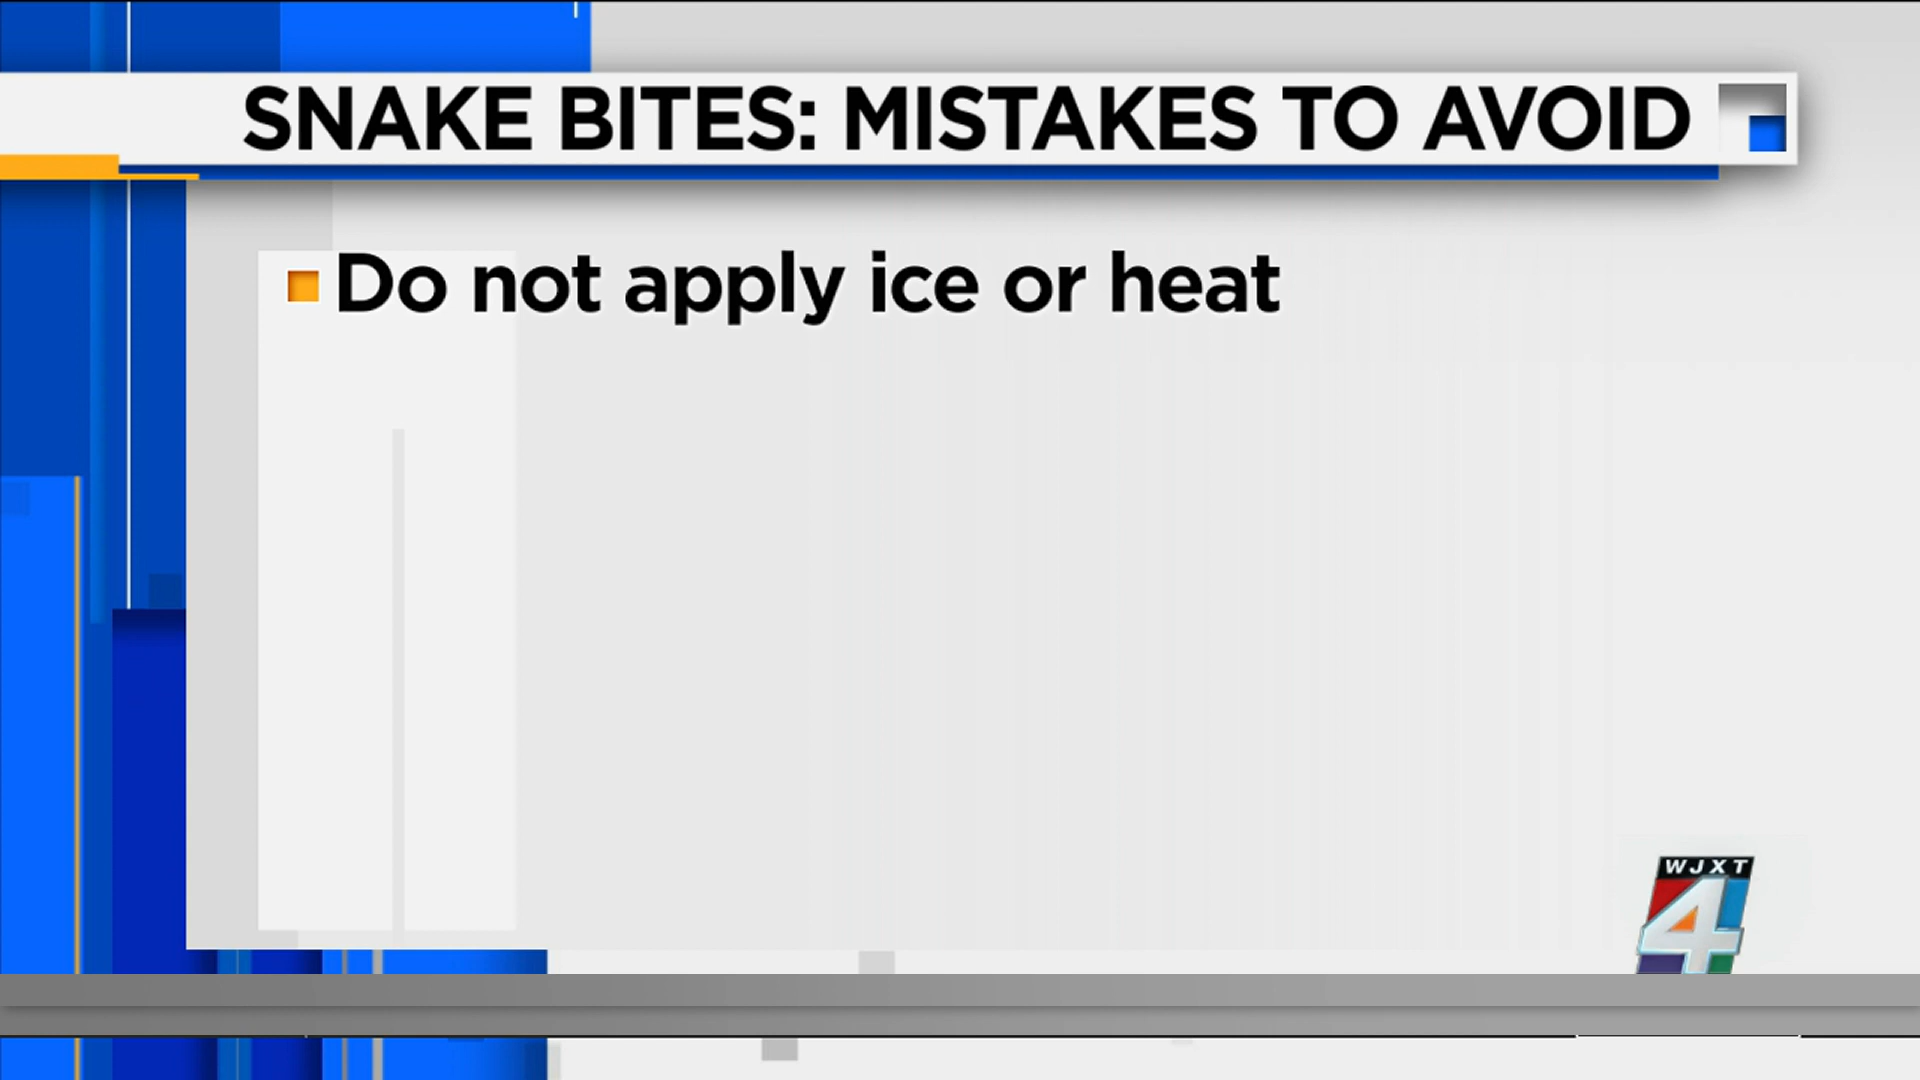 SNAKE BITES: MISTAKES TO AVOID
Do not apply ice or heat
WJXT
4